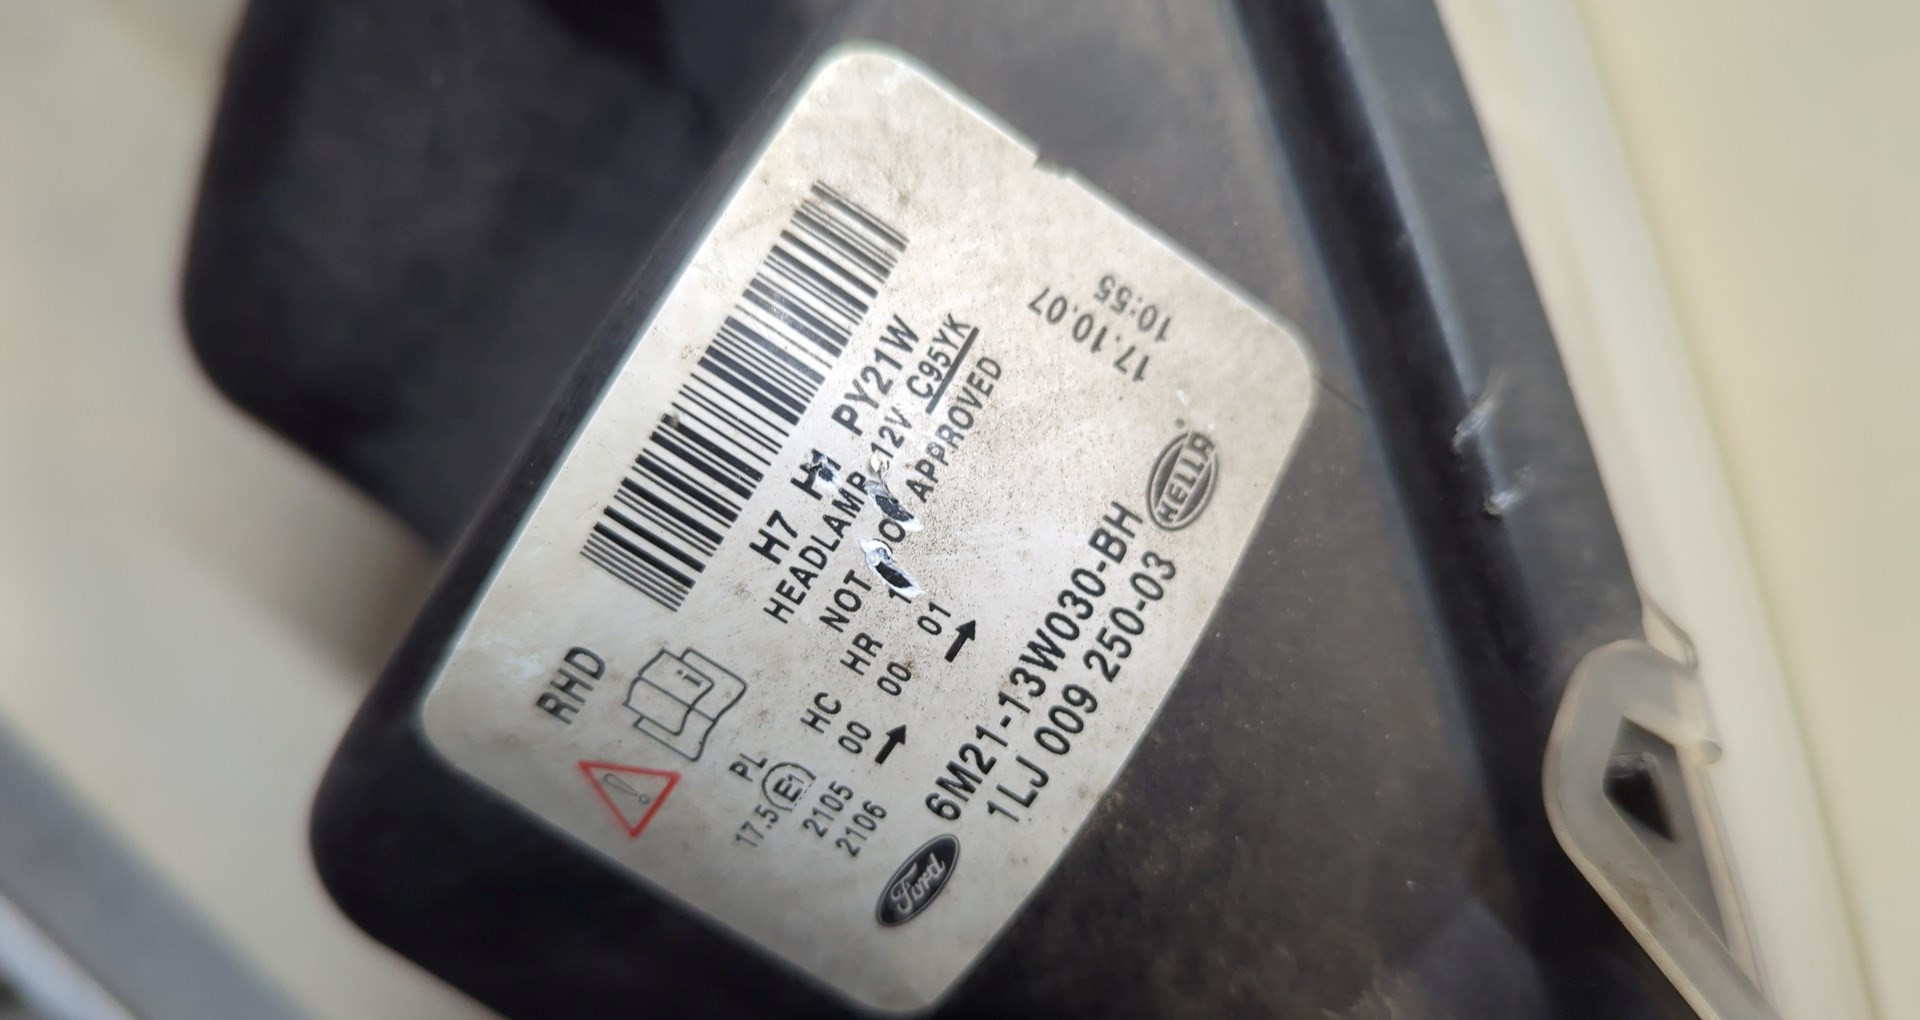 RHD
H7 H1 PY21W
HEADLAMP 12V C95YK
NOT DOT APPROVED
PL
17.5 E1
HC HR
2105 00 00 01
2106
6M21-13W030-BH
1LJ 009 250-03
Ford
HELLA
17.10.07
10:55
i